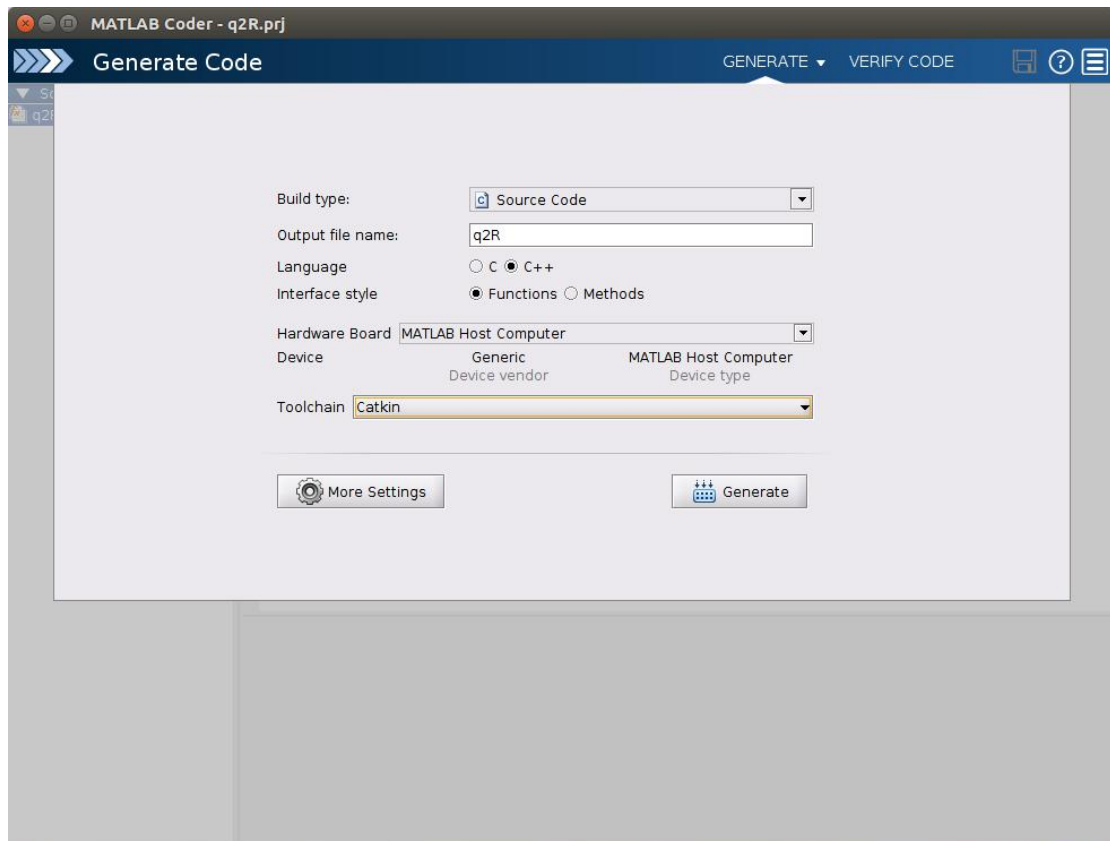 MATLAB Coder - q2R.prj
Generate Code GENERATE VERIFY CODE
Build type: Source Code
Output file name: q2R
Language C C++
Interface style Functions Methods
Hardware Board MATLAB Host Computer
Device Generic MATLAB Host Computer
Device vendor Device type
Toolchain Catkin
More Settings Generate